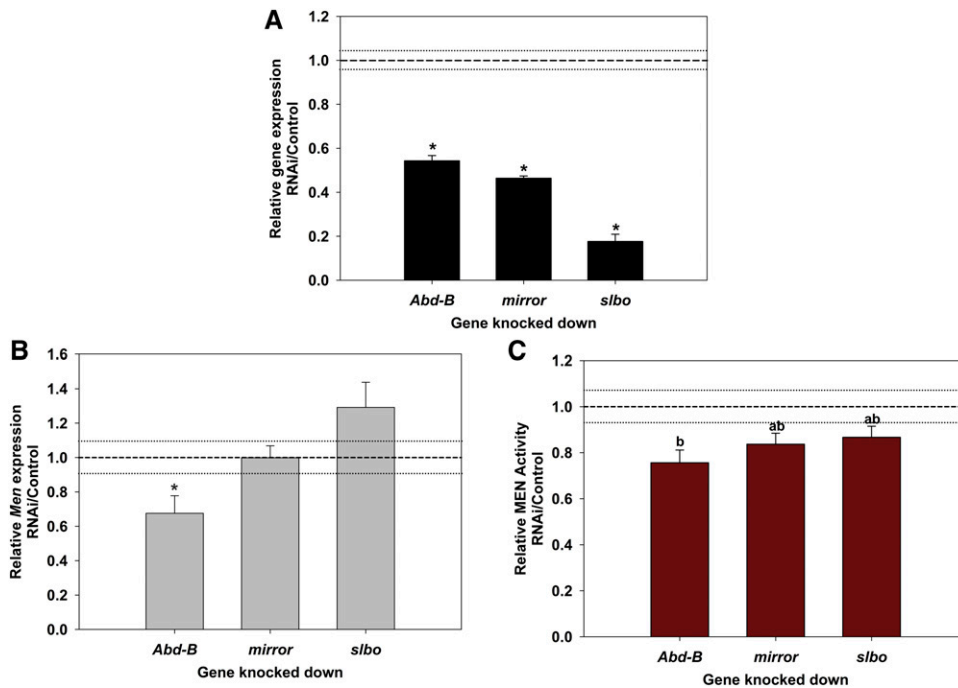 A
Relative gene expression
RNAi/Control
1.2
1.0
0.8
0.6
0.4
0.2
0.0
*
*
*
Abd-B mirror slbo
Gene knocked down
B
Relative Men expression
RNAi/Control
1.6
1.4
1.2
1.0
0.8
0.6
0.4
0.2
0.0
*
Abd-B mirror slbo
Gene knocked down
C
Relative MEN Activity
RNAi/Control
1.2
1.0
0.8
0.6
0.4
0.2
0.0
b ab ab
Abd-B mirror slbo
Gene knocked down